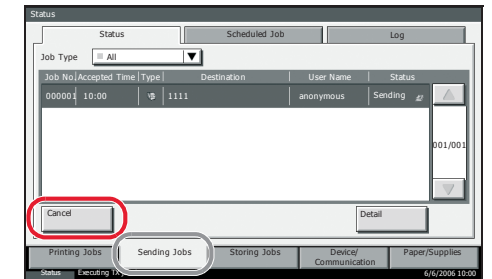 Status
Status Scheduled Job Log
Job Type All
Job No. Accepted Time Type Destination User Name Status
000001 10:00 1111 anonymous Sending
001/001
Cancel Detail
Printing Jobs Sending Jobs Storing Jobs Device/ Communication Paper/Supplies
Status Executing TX 6/6/2006 10:00